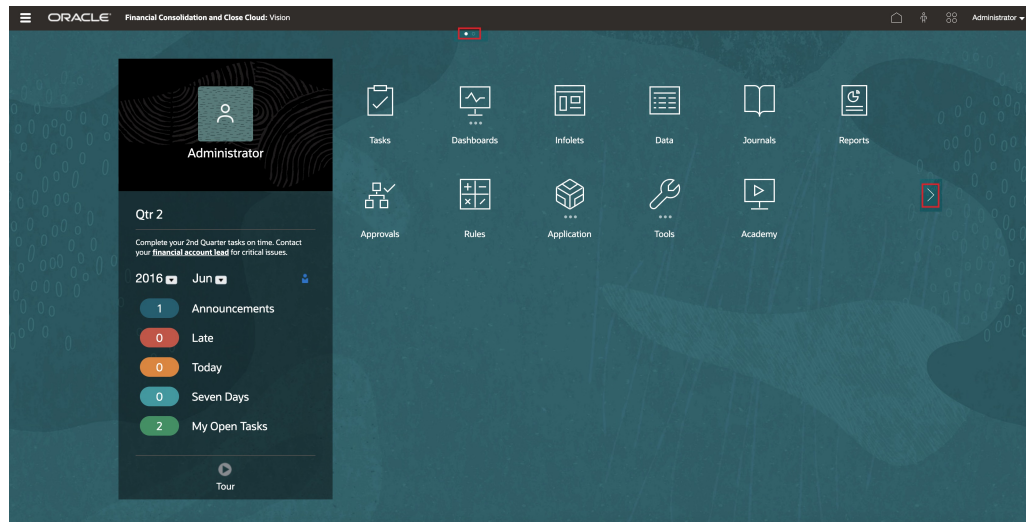 ORACLE Financial Consolidation and Close Cloud: Vision Administrator
Administrator
Tasks Dashboards Infolets Data Journals Reports
Approvals Rules Application Tools Academy
Qtr 2
Complete your 2nd Quarter tasks on time. Contact
your financial account lead for critical issues.
2016 Jun
1 Announcements
0 Late
0 Today
0 Seven Days
2 My Open Tasks
Tour